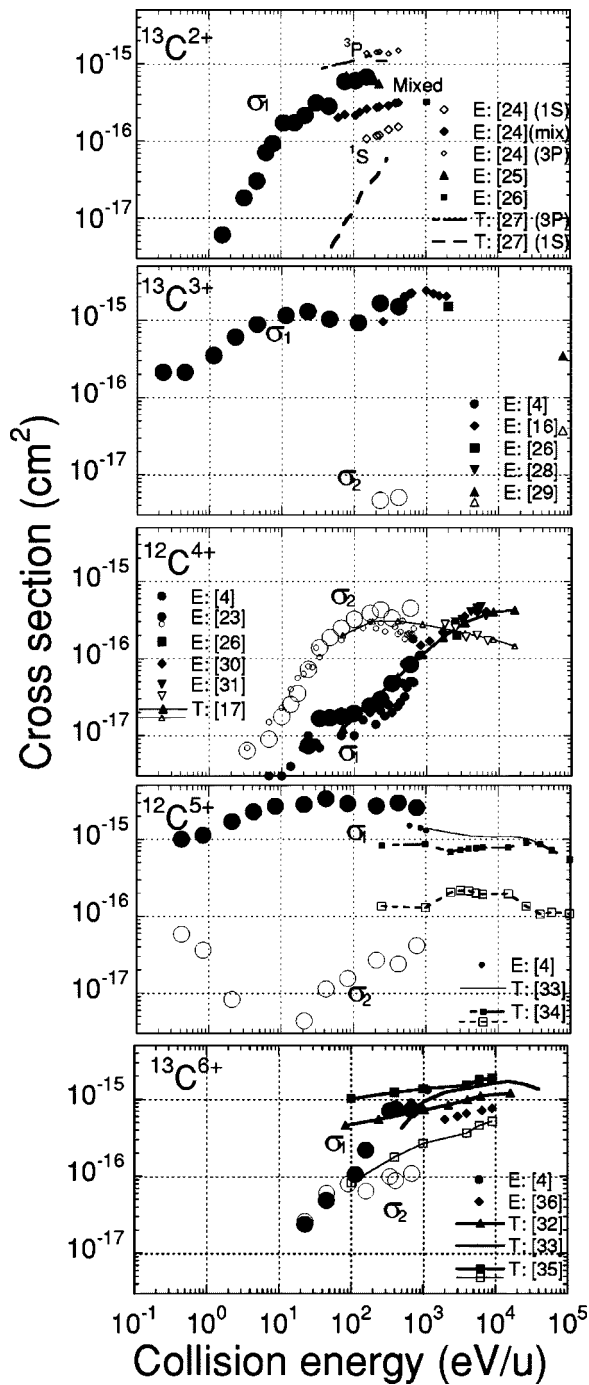 ¹³C²⁺
10⁻¹⁵
10⁻¹⁶
10⁻¹⁷
³P
Mixed
σ₁
¹S
E: [24] (1S)
E: [24](mix)
E: [24] (3P)
E: [25]
E: [26]
T: [27] (3P)
T: [27] (1S)
¹³C³⁺
10⁻¹⁵
10⁻¹⁶
10⁻¹⁷
σ₁
σ₂
E: [4]
E: [16]
E: [26]
E: [28]
E: [29]
¹²C⁴⁺
10⁻¹⁵
10⁻¹⁶
10⁻¹⁷
E: [4]
E: [23]
E: [26]
E: [30]
E: [31]
T: [17]
σ₂
σ₁
¹²C⁵⁺
10⁻¹⁵
10⁻¹⁶
10⁻¹⁷
σ₁
σ₂
E: [4]
T: [33]
T: [34]
¹³C⁶⁺
10⁻¹⁵
10⁻¹⁶
10⁻¹⁷
σ₁
σ₂
E: [4]
E: [36]
T: [32]
T: [33]
T: [35]
10⁻¹ 10⁰ 10¹ 10² 10³ 10⁴ 10⁵
Collision energy (eV/u)
Cross section (cm²)